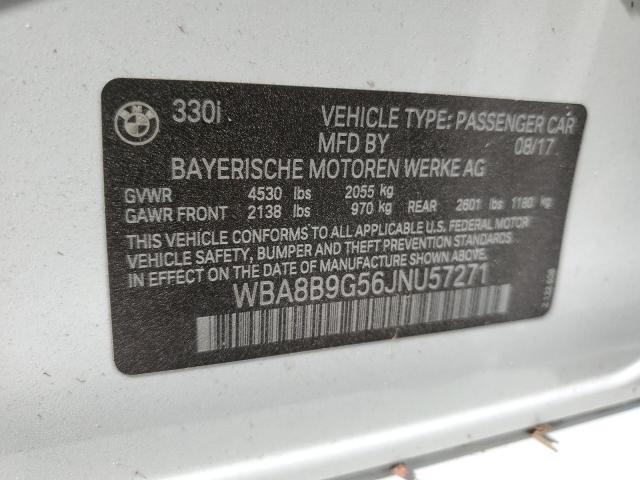 BMW
330i VEHICLE TYPE: PASSENGER CAR
MFD BY 08/17
BAYERISCHE MOTOREN WERKE AG
GVWR 4530 lbs 2055 kg
GAWR FRONT 2138 lbs 970 kg REAR 2601 lbs 1180 kg
THIS VEHICLE CONFORMS TO ALL APPLICABLE U.S. FEDERAL MOTOR
VEHICLE SAFETY, BUMPER AND THEFT PREVENTION STANDARDS
IN EFFECT ON THE DATE OF MANUFACTURE SHOWN ABOVE.
WBA8B9G56JNU57271